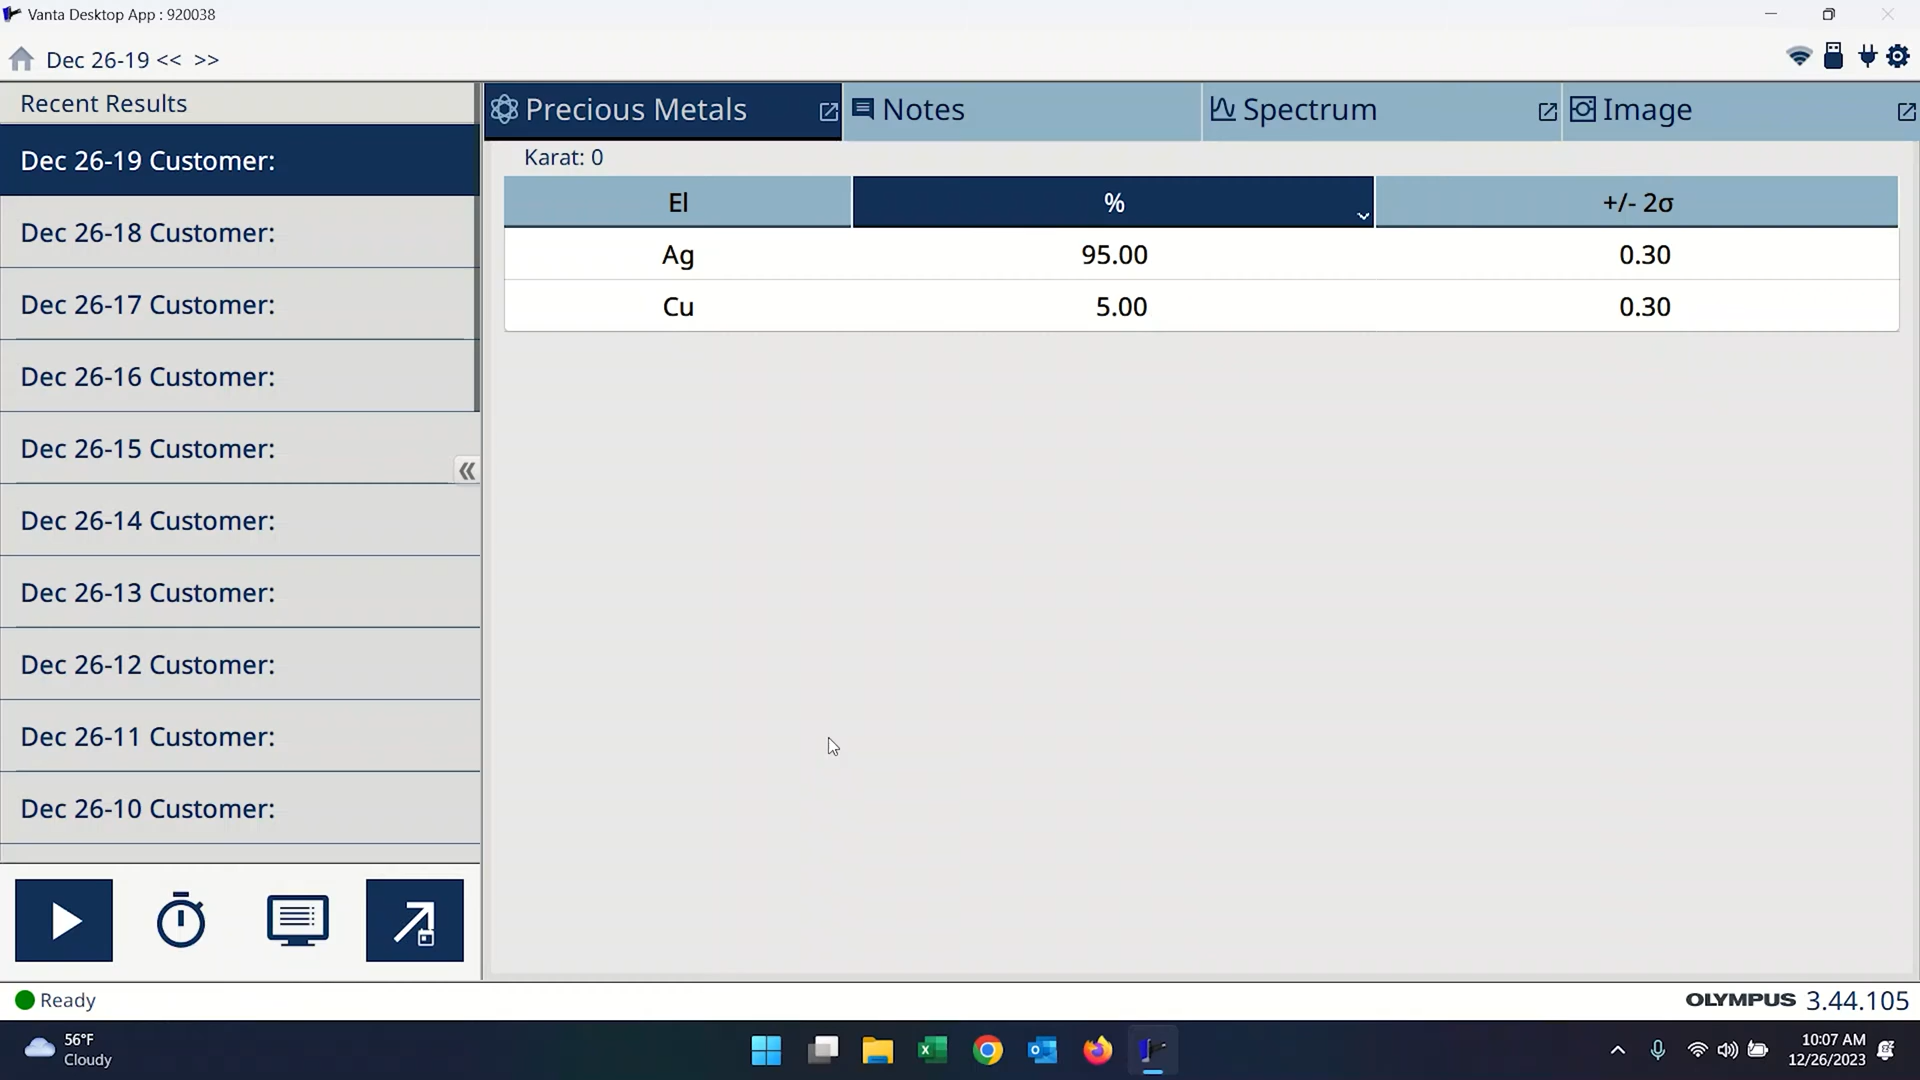 Vanta Desktop App : 920038
Dec 26-19 << >>
Recent Results
Dec 26-19 Customer:
Dec 26-18 Customer:
Dec 26-17 Customer:
Dec 26-16 Customer:
Dec 26-15 Customer:
Dec 26-14 Customer:
Dec 26-13 Customer:
Dec 26-12 Customer:
Dec 26-11 Customer:
Dec 26-10 Customer:
Precious Metals
Notes
Spectrum
Image
Karat: 0
El % +/- 2σ
Ag 95.00 0.30
Cu 5.00 0.30
Ready
OLYMPUS 3.44.105
56°F
Cloudy
10:07 AM
12/26/2023